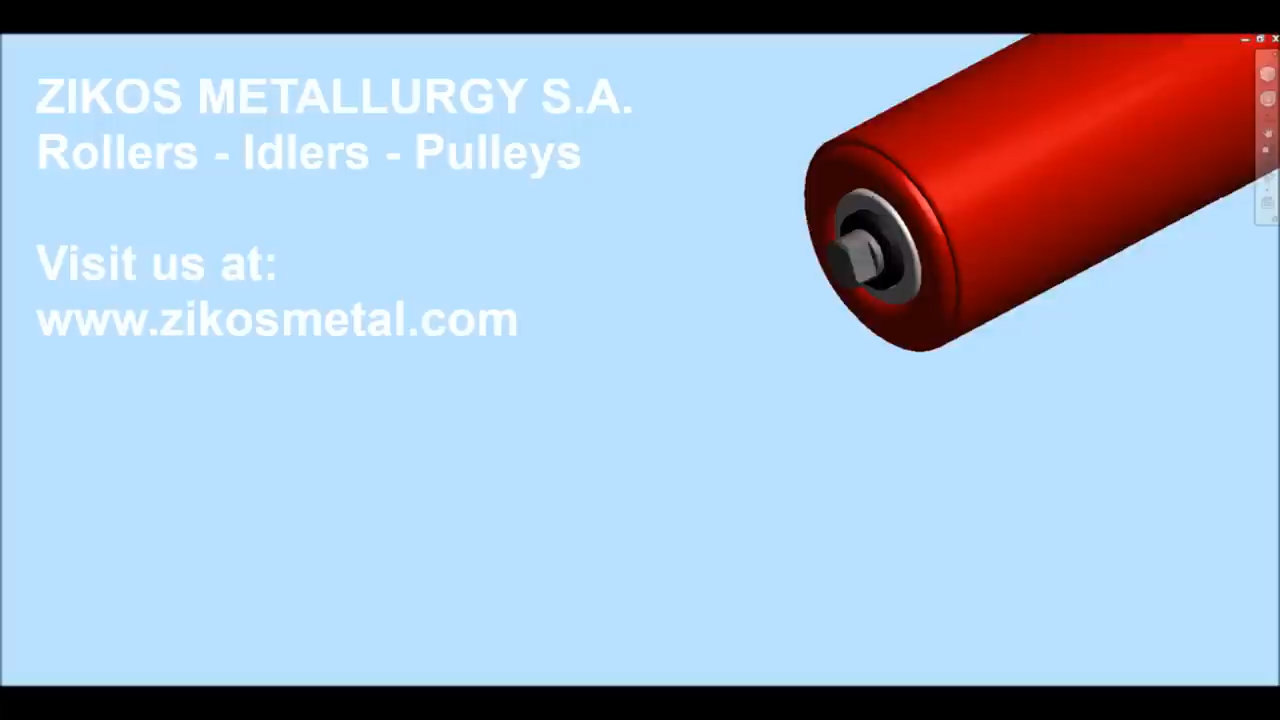 ZIKOS METALLURGY S.A.
Rollers - Idlers - Pulleys
Visit us at:
www.zikosmetal.com